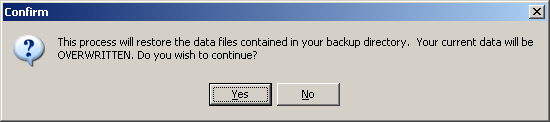 Confirm
This process will restore the data files contained in your backup directory.  Your current data will be
OVERWRITTEN. Do you wish to continue?
Yes
No